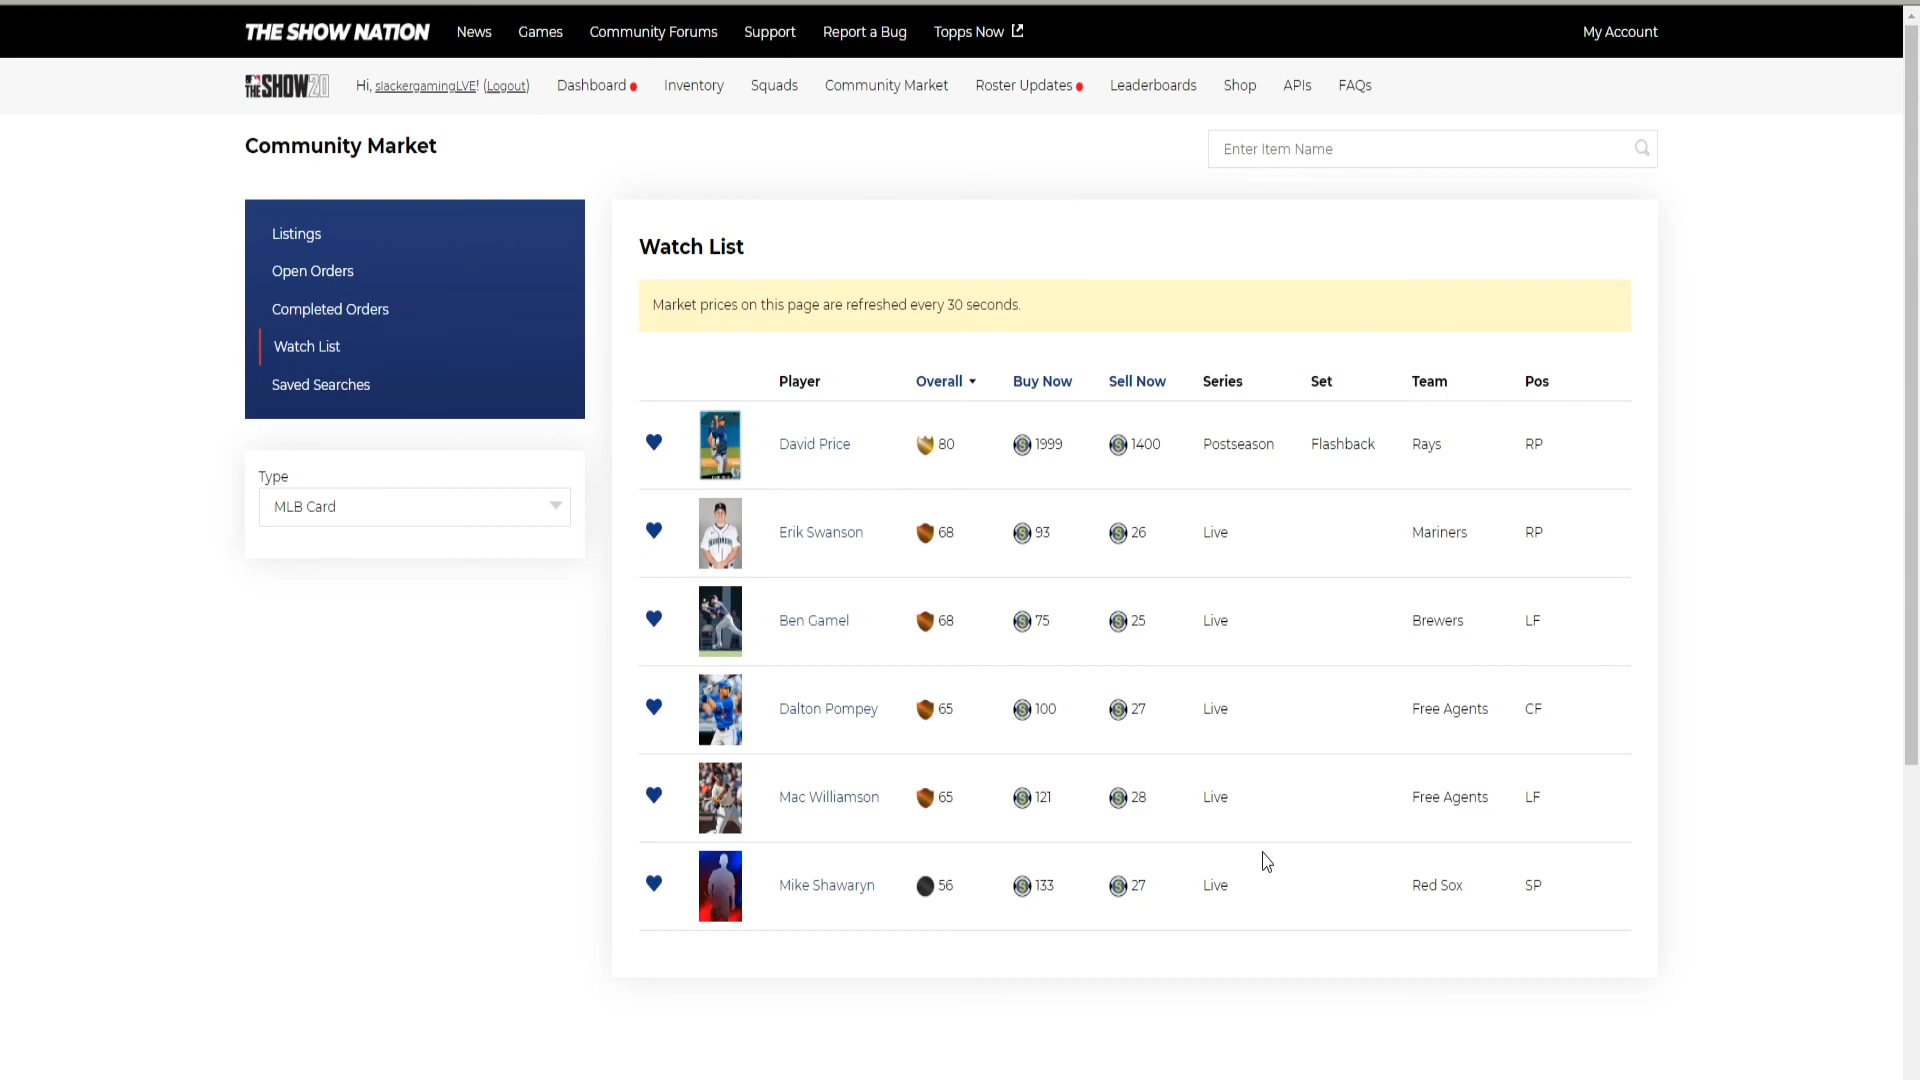 THE SHOW NATION News Games Community Forums Support Report a Bug Topps Now My Account
THE SHOW 20 Hi, slackergamingLVE! (Logout) Dashboard Inventory Squads Community Market Roster Updates Leaderboards Shop APIs FAQs
Community Market
Enter Item Name
Listings
Open Orders
Completed Orders
Watch List
Saved Searches
Type
MLB Card
Watch List
Market prices on this page are refreshed every 30 seconds.
Player Overall Buy Now Sell Now Series Set Team Pos
David Price 80 1999 1400 Postseason Flashback Rays RP
Erik Swanson 68 93 26 Live Mariners RP
Ben Gamel 68 75 25 Live Brewers LF
Dalton Pompey 65 100 27 Live Free Agents CF
Mac Williamson 65 121 28 Live Free Agents LF
Mike Shawaryn 56 133 27 Live Red Sox SP